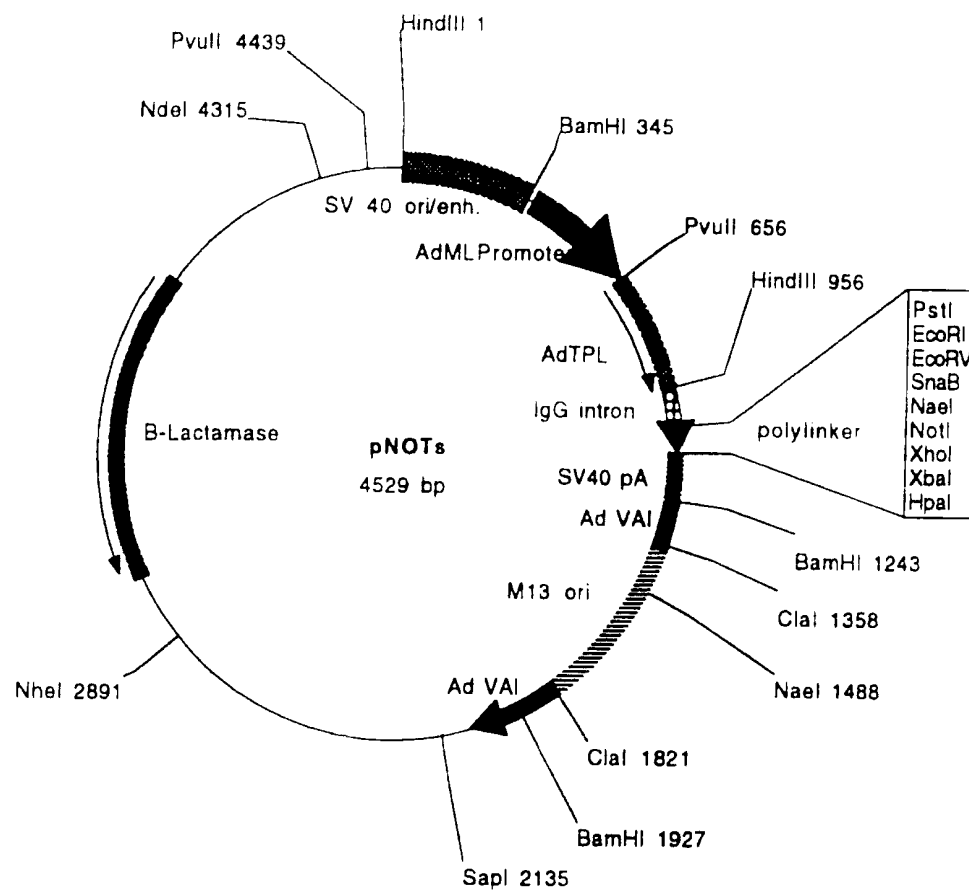 HindIII 1
PvuII 4439
NdeI 4315
BamHI 345
SV 40 ori/enh.
AdMLPromote
PvuII 656
HindIII 956
PstI
EcoRI
EcoRV
SnaB
NaeI
NotI
XhoI
XbaI
HpaI
AdTPL
IgG intron
polylinker
B-Lactamase
pNOTs
4529 bp
SV40 pA
Ad VAI
BamHI 1243
M13 ori
ClaI 1358
NheI 2891
Ad VAI
NaeI 1488
ClaI 1821
BamHI 1927
SapI 2135